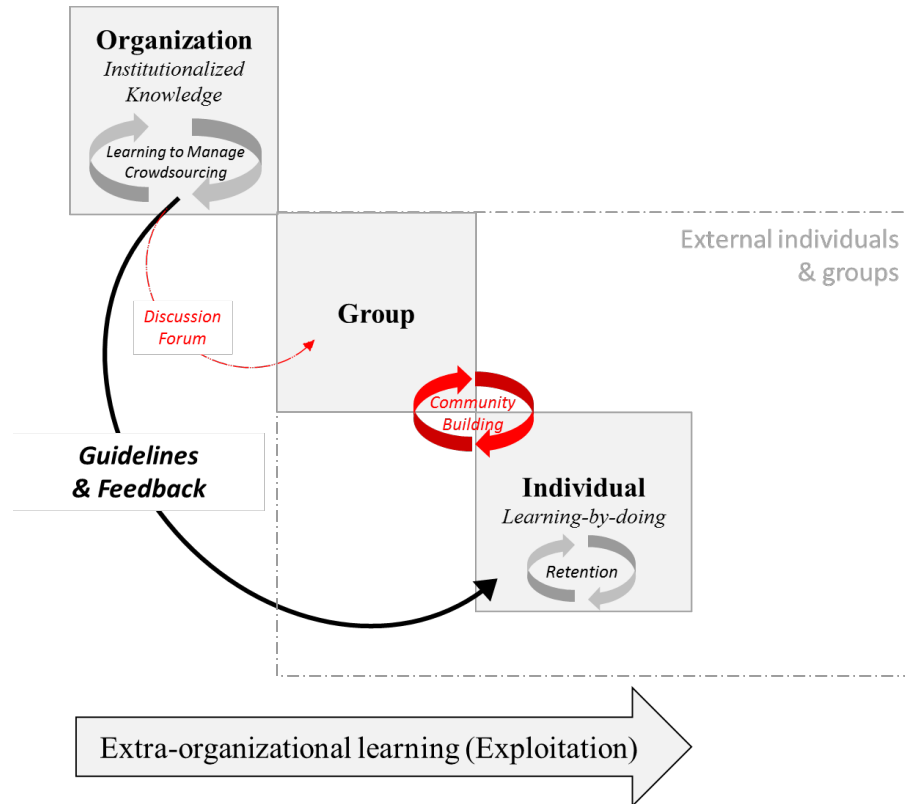 Organization
Institutionalized
Knowledge
Learning to Manage
Crowdsourcing
External individuals
& groups
Group
Discussion
Forum
Community
Building
Guidelines
& Feedback
Individual
Learning-by-doing
Retention
Extra-organizational learning (Exploitation)